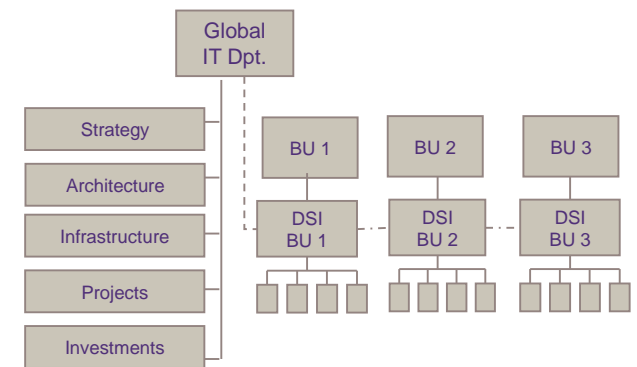 Global
IT Dpt.
Strategy
Architecture
Infrastructure
Projects
Investments
BU 1
BU 2
BU 3
DSI
BU 1
DSI
BU 2
DSI
BU 3